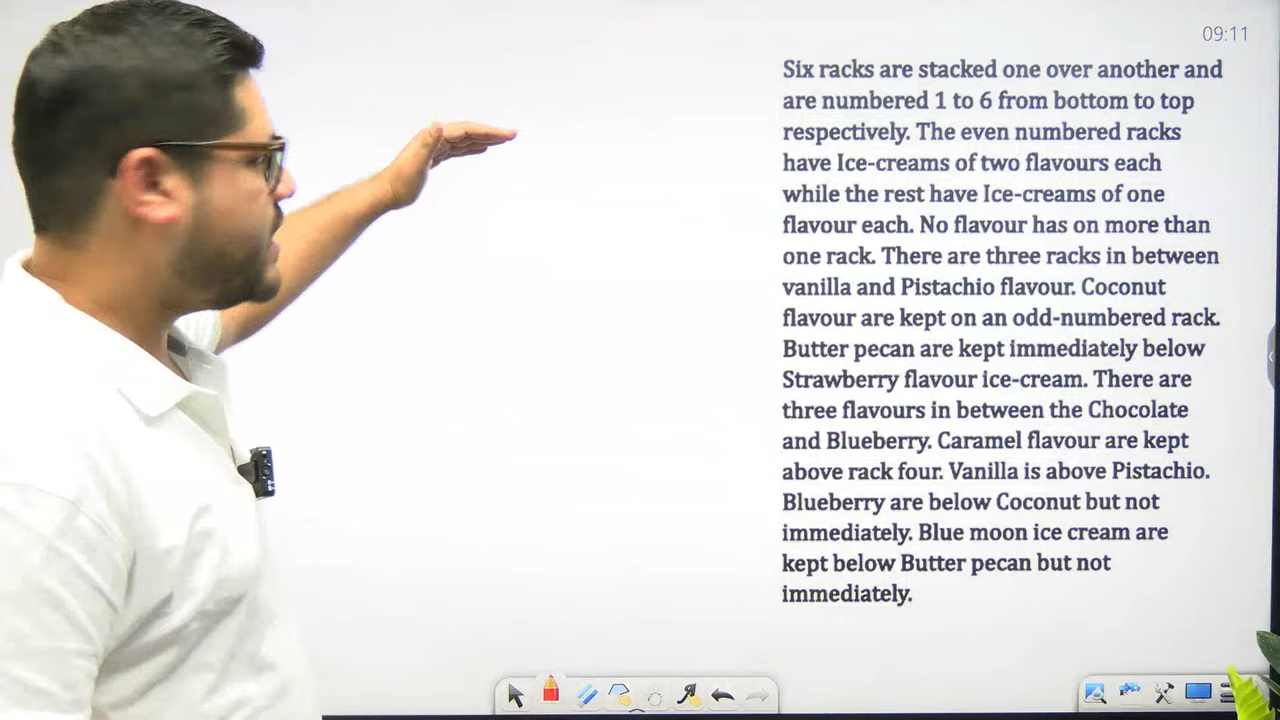 09:11
Six racks are stacked one over another and
are numbered 1 to 6 from bottom to top
respectively. The even numbered racks
have Ice-creams of two flavours each
while the rest have Ice-creams of one
flavour each. No flavour has on more than
one rack. There are three racks in between
vanilla and Pistachio flavour. Coconut
flavour are kept on an odd-numbered rack.
Butter pecan are kept immediately below
Strawberry flavour ice-cream. There are
three flavours in between the Chocolate
and Blueberry. Caramel flavour are kept
above rack four. Vanilla is above Pistachio.
Blueberry are below Coconut but not
immediately. Blue moon ice cream are
kept below Butter pecan but not
immediately.